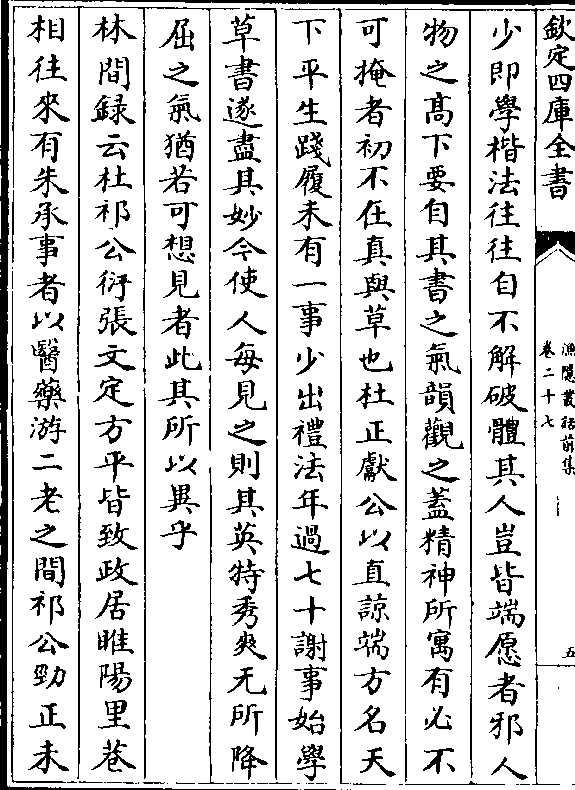 欽定四庫全書
漁隱叢話前集
卷二十七
五
少即學楷法往往自不解破體其人豈皆端愿者邪人
物之髙下要自其書之氣韻觀之蓋精神所寓有必不
可掩者初不在真與草也杜正獻公以直諒端方名天
下平生踐履未有一事少出禮法年過七十謝事始學
草書遂盡其妙今使人每見之則其英特秀爽无所降
屈之氣猶若可想見者此其所以異乎
林間録云杜祁公衍張文定方平皆致政居睢陽里巷
相往來有朱承事者以醫藥游二老之間祁公勁正未